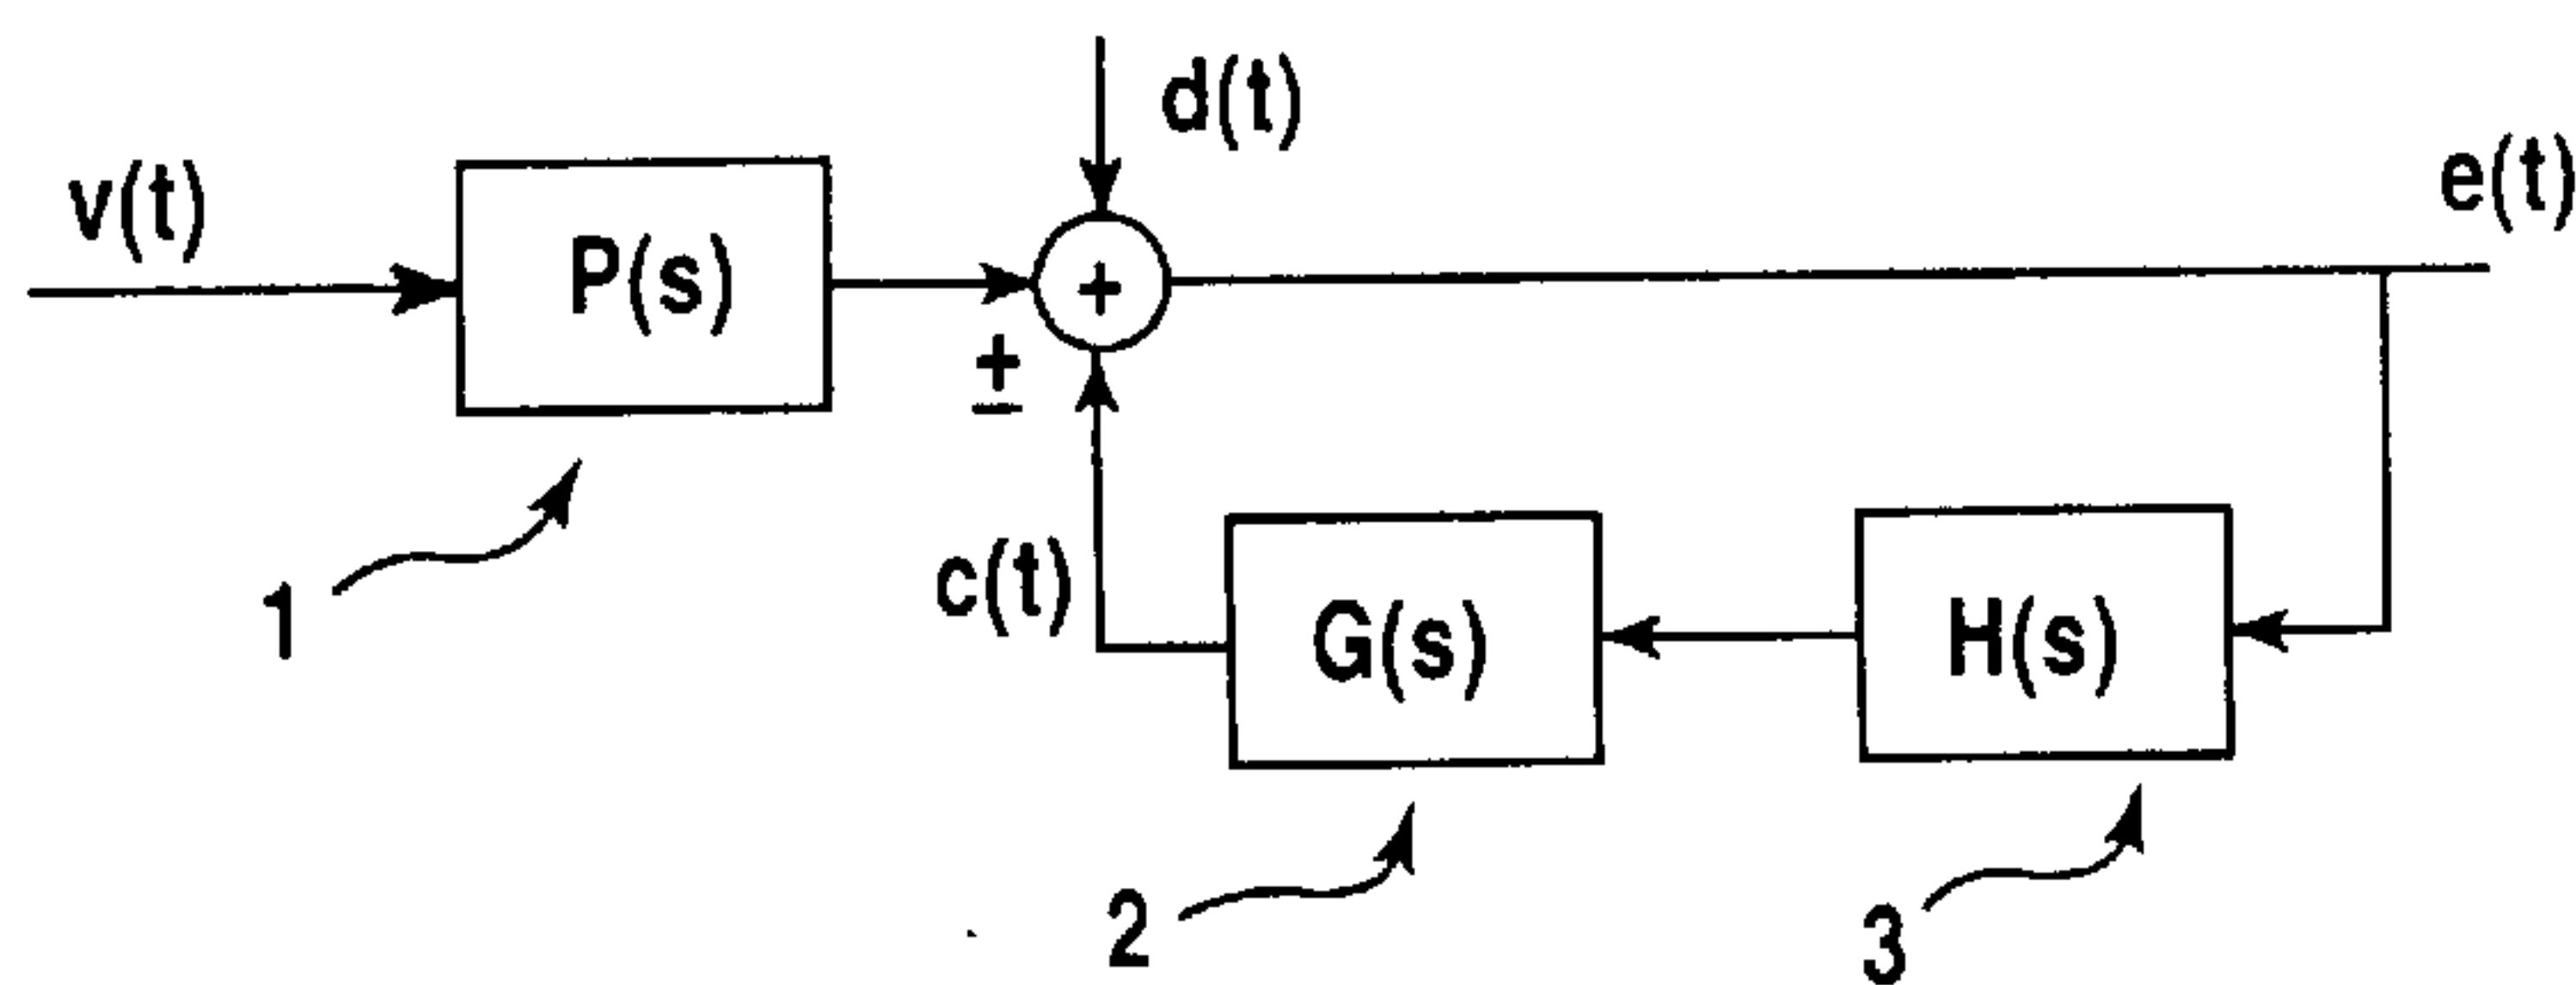 d(t)
v(t)
e(t)
P(s)
+
±
c(t)
G(s)
H(s)
1
2
3